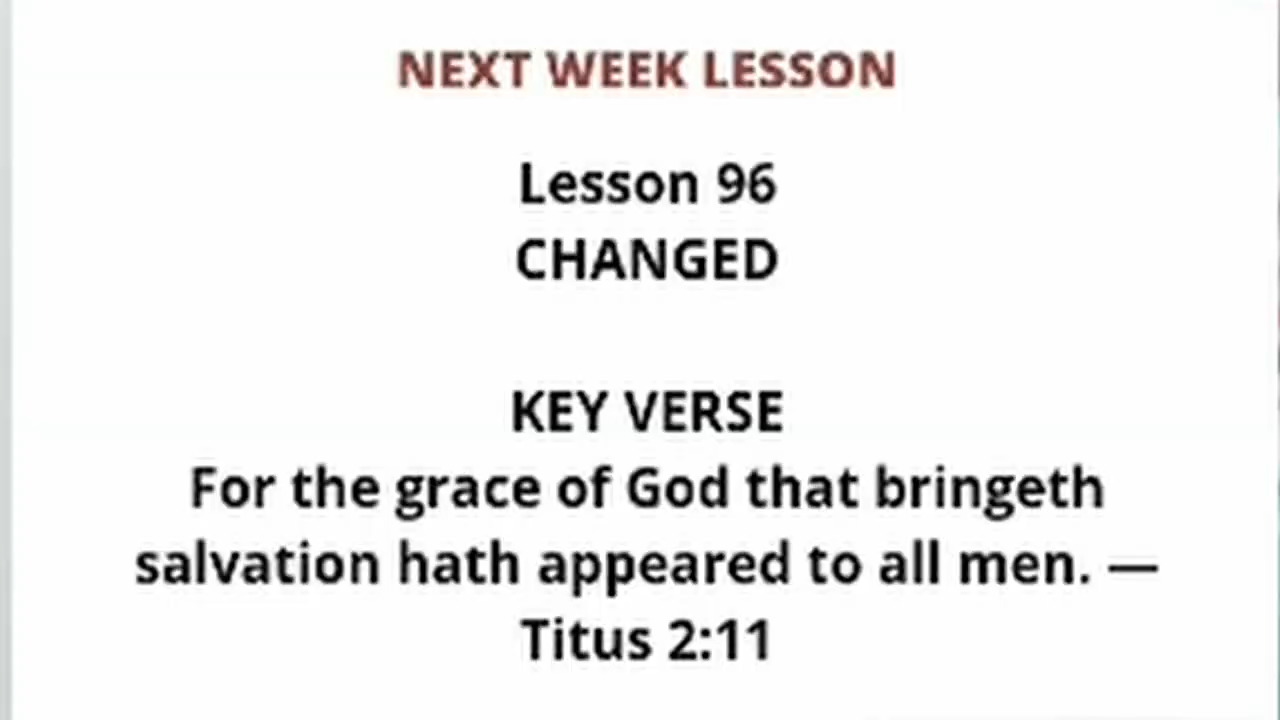 NEXT WEEK LESSON
Lesson 96
CHANGED
KEY VERSE
For the grace of God that bringeth
salvation hath appeared to all men. —
Titus 2:11